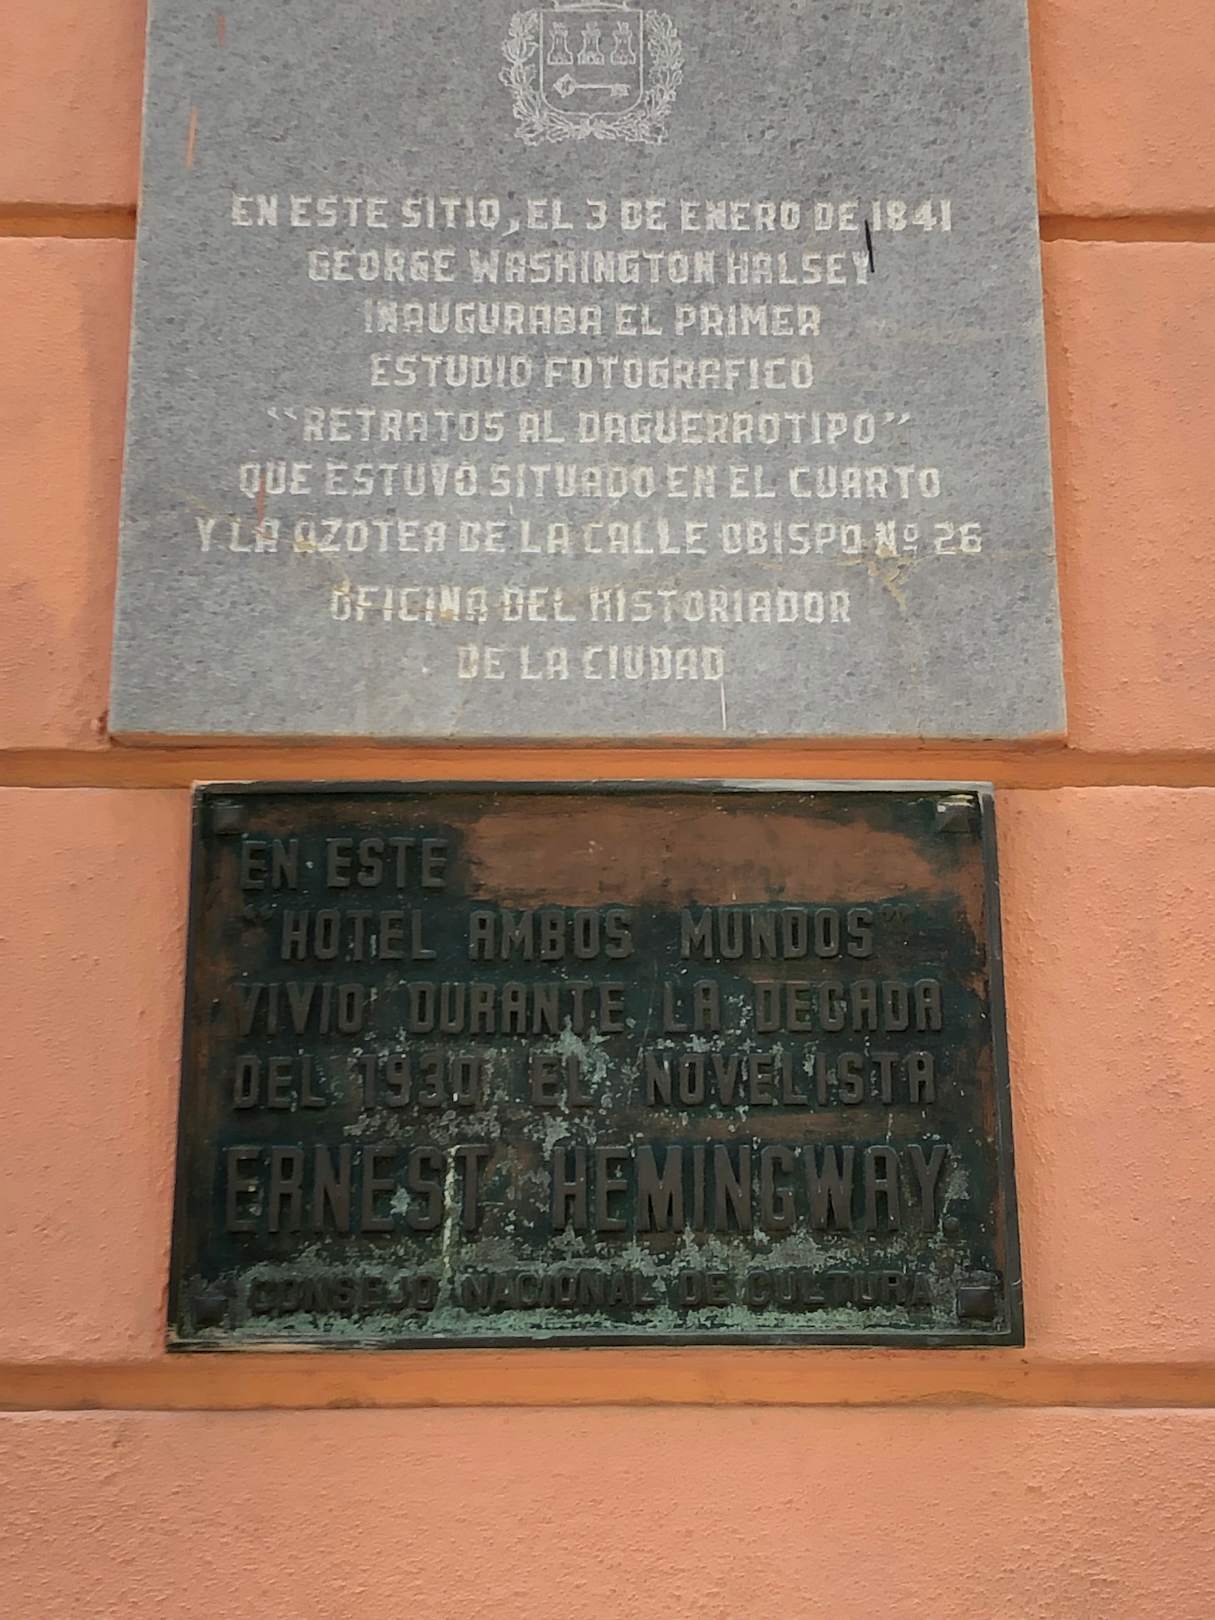 EN ESTE SITIO, EL 3 DE ENERO DE 1841
GEORGE WASHINGTON HALSEY
INAUGURABA EL PRIMER
ESTUDIO FOTOGRAFICO
“RETRATOS AL DAGUERROTIPO”
QUE ESTUVO SITUADO EN EL CUARTO
Y LA AZOTEA DE LA CALLE OBISPO Nº 26
OFICINA DEL HISTORIADOR
DE LA CIUDAD
EN ESTE
“HOTEL AMBOS MUNDOS”
VIVIO DURANTE LA DECADA
DEL 1930 EL NOVELISTA
ERNEST HEMINGWAY.
CONSEJO NACIONAL DE CULTURA